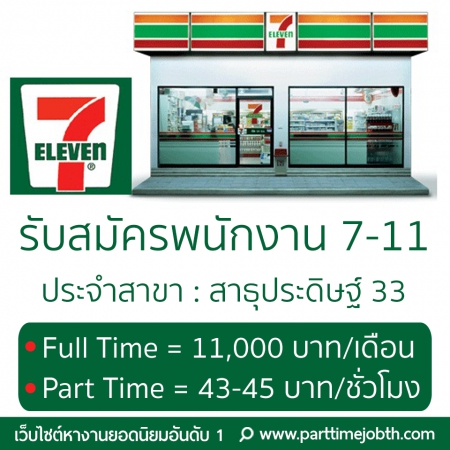 7 ELEVEN
7 ELEVEN
รับสมัครพนักงาน 7-11
ประจำสาขา : สาธุประดิษฐ์ 33
• Full Time = 11,000 บาท/เดือน
• Part Time = 43-45 บาท/ชั่วโมง
เว็บไซต์หางานยอดนิยมอันดับ 1 www.parttimejobth.com